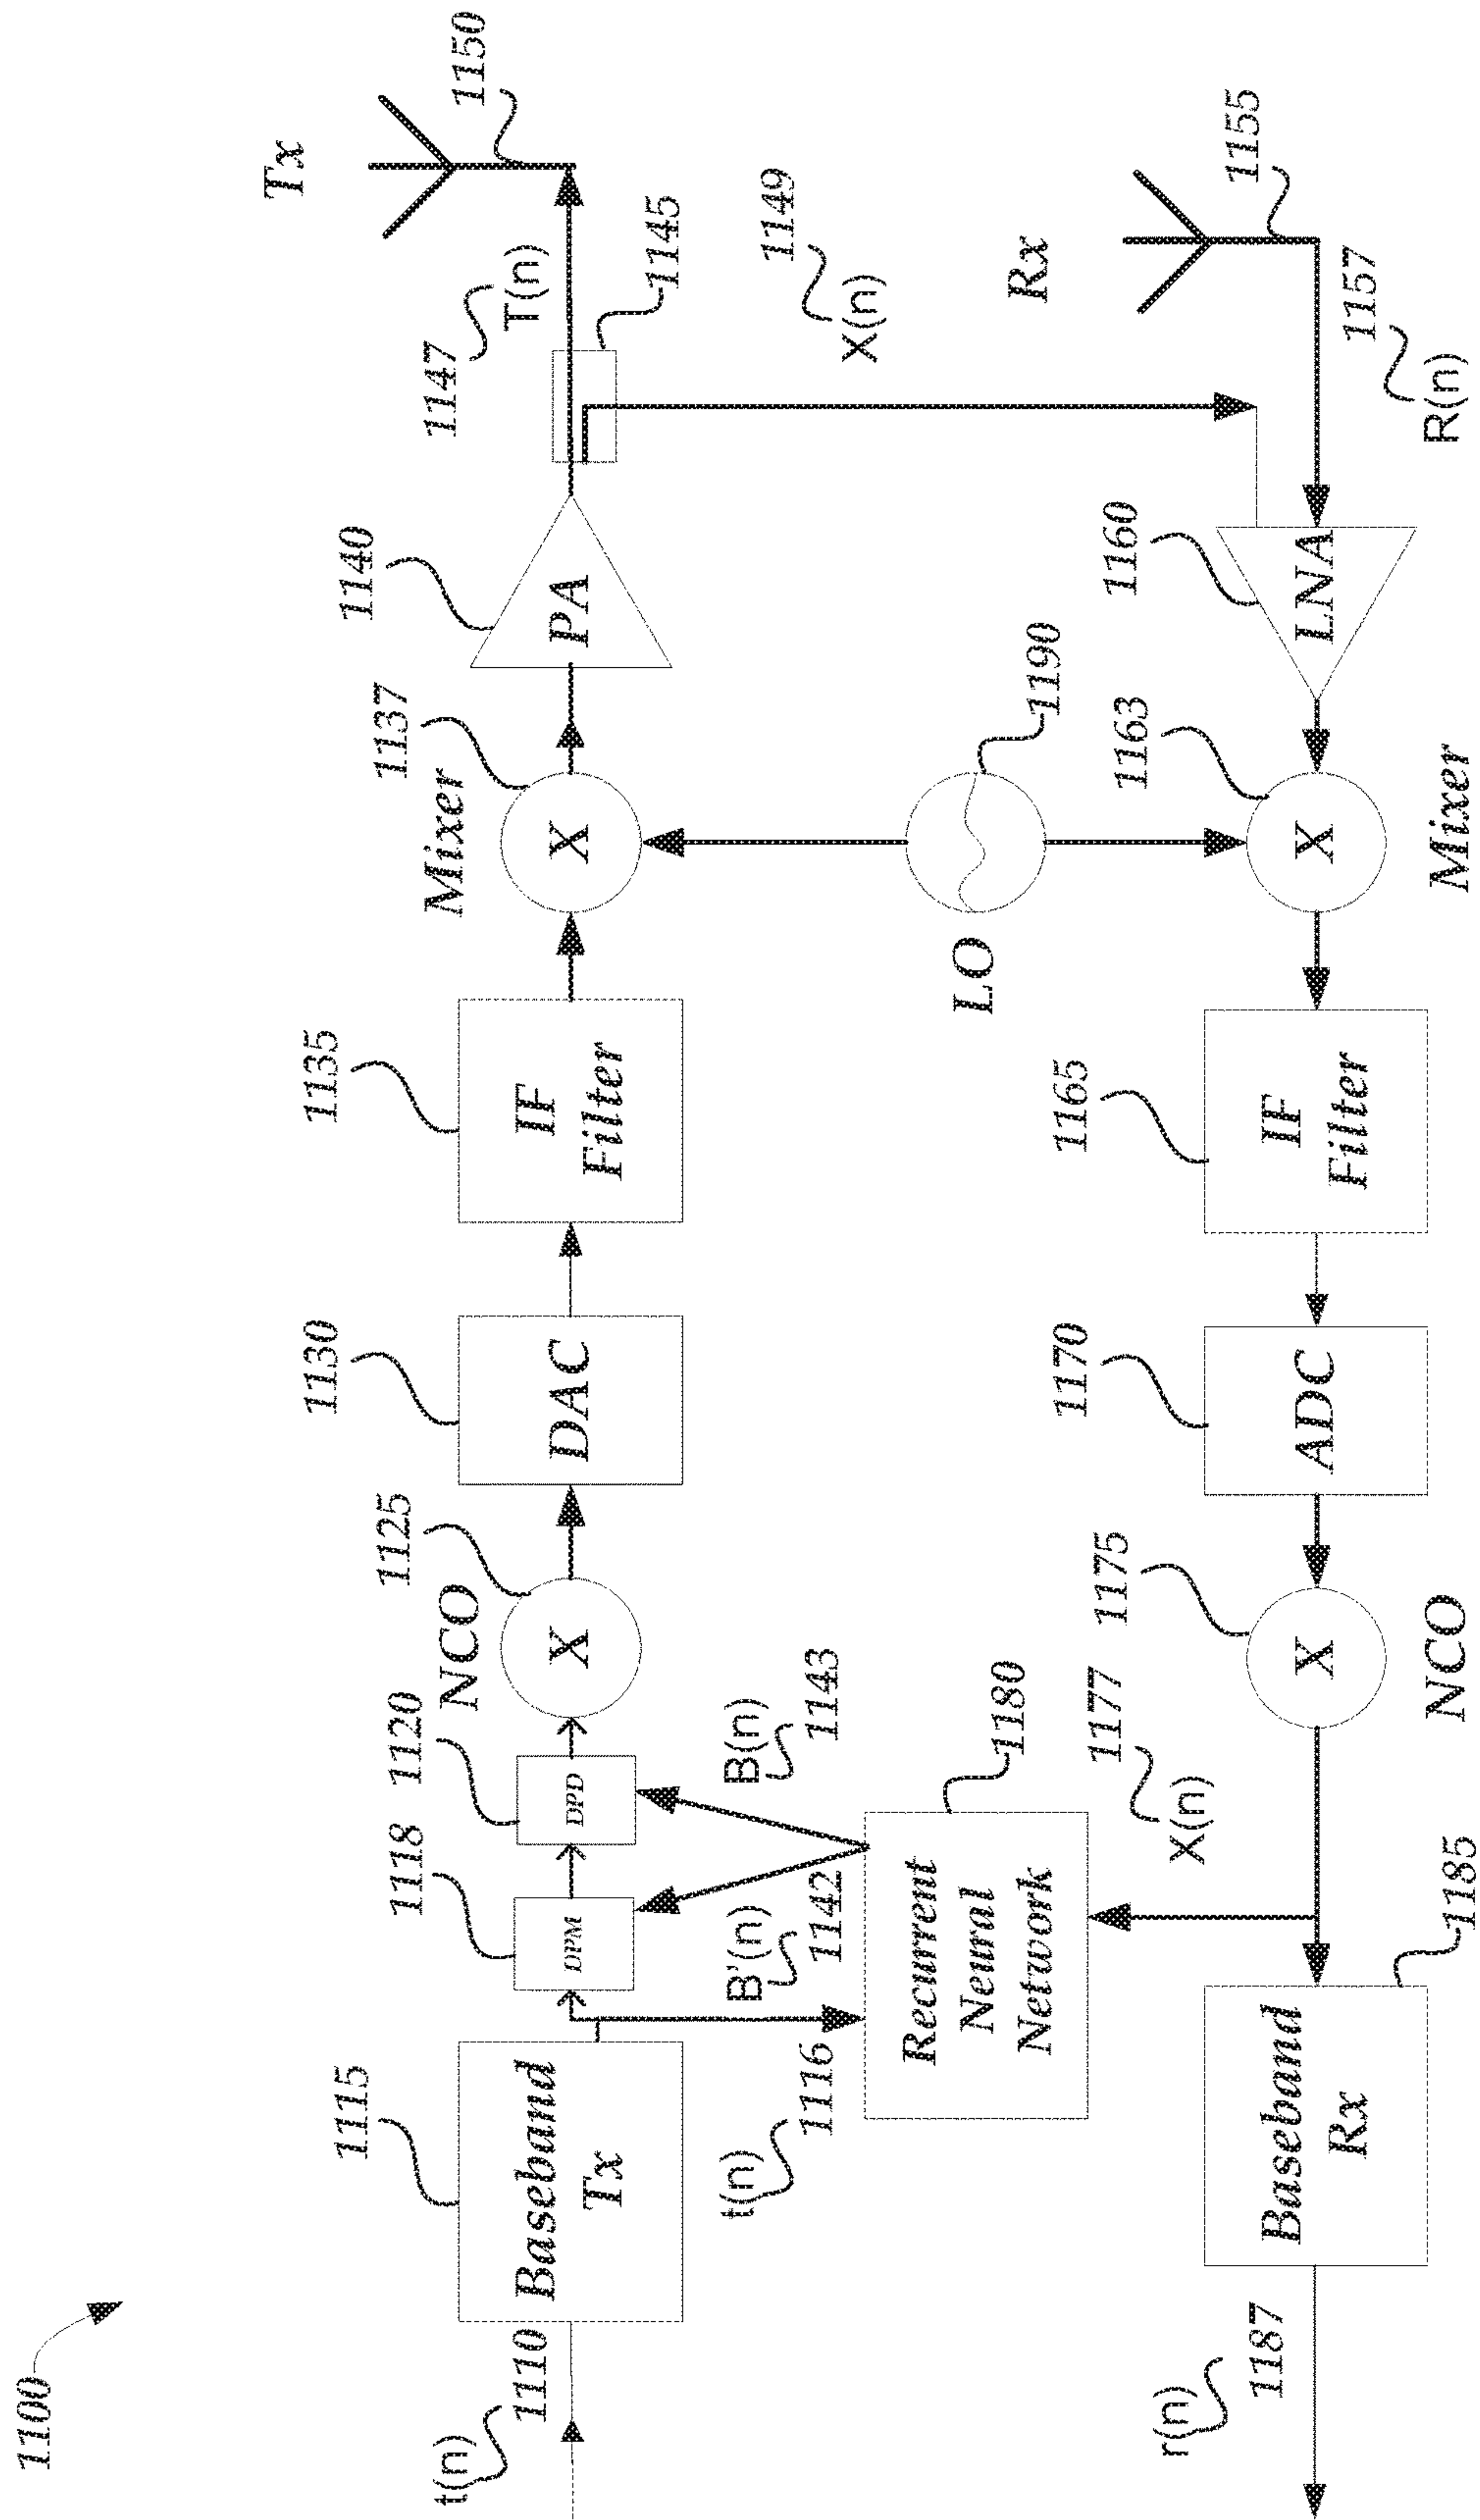 1100
t(n)
1110
1115
Baseband
Tx
t(n)
1116
1118
DPM
1120
DPD
B'(n)
1142
B(n)
1143
NCO
1125
X
1130
DAC
1135
IF
Filter
Mixer
1137
X
1140
PA
1147
T(n)
1145
Tx
1150
X(n)
1149
Recurrent
Neural
Network
1180
LO
1190
Rx
1155
1157
R(n)
1160
LNA
1163
X
Mixer
1165
IF
Filter
1170
ADC
1175
X
NCO
1177
X(n)
1185
Baseband
Rx
r(n)
1187